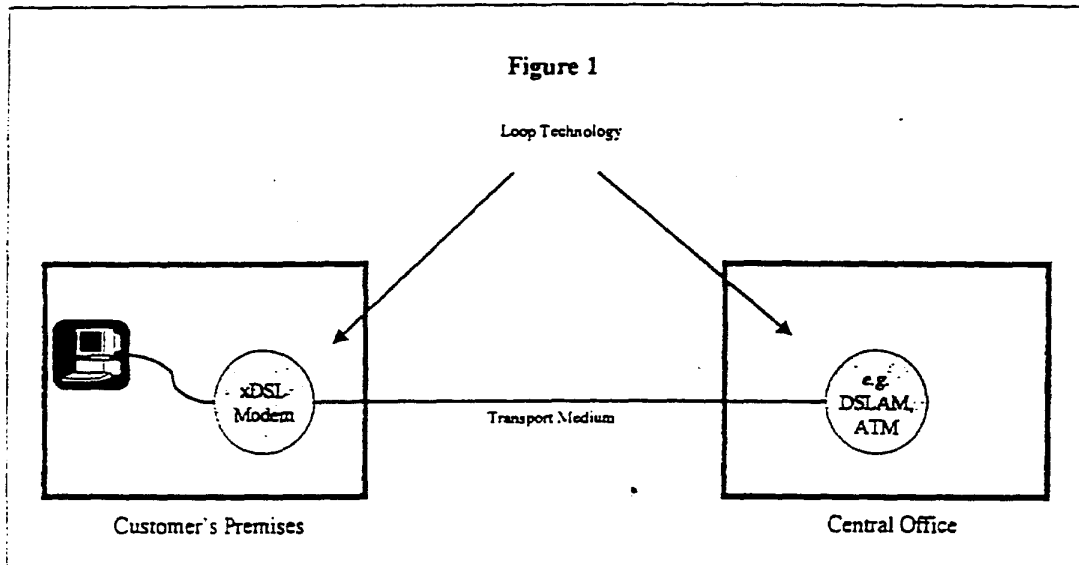 Figure 1
Loop Technology
xDSL-
Modem
Transport Medium
e.g.
DSLAM,
ATM
Customer's Premises
Central Office